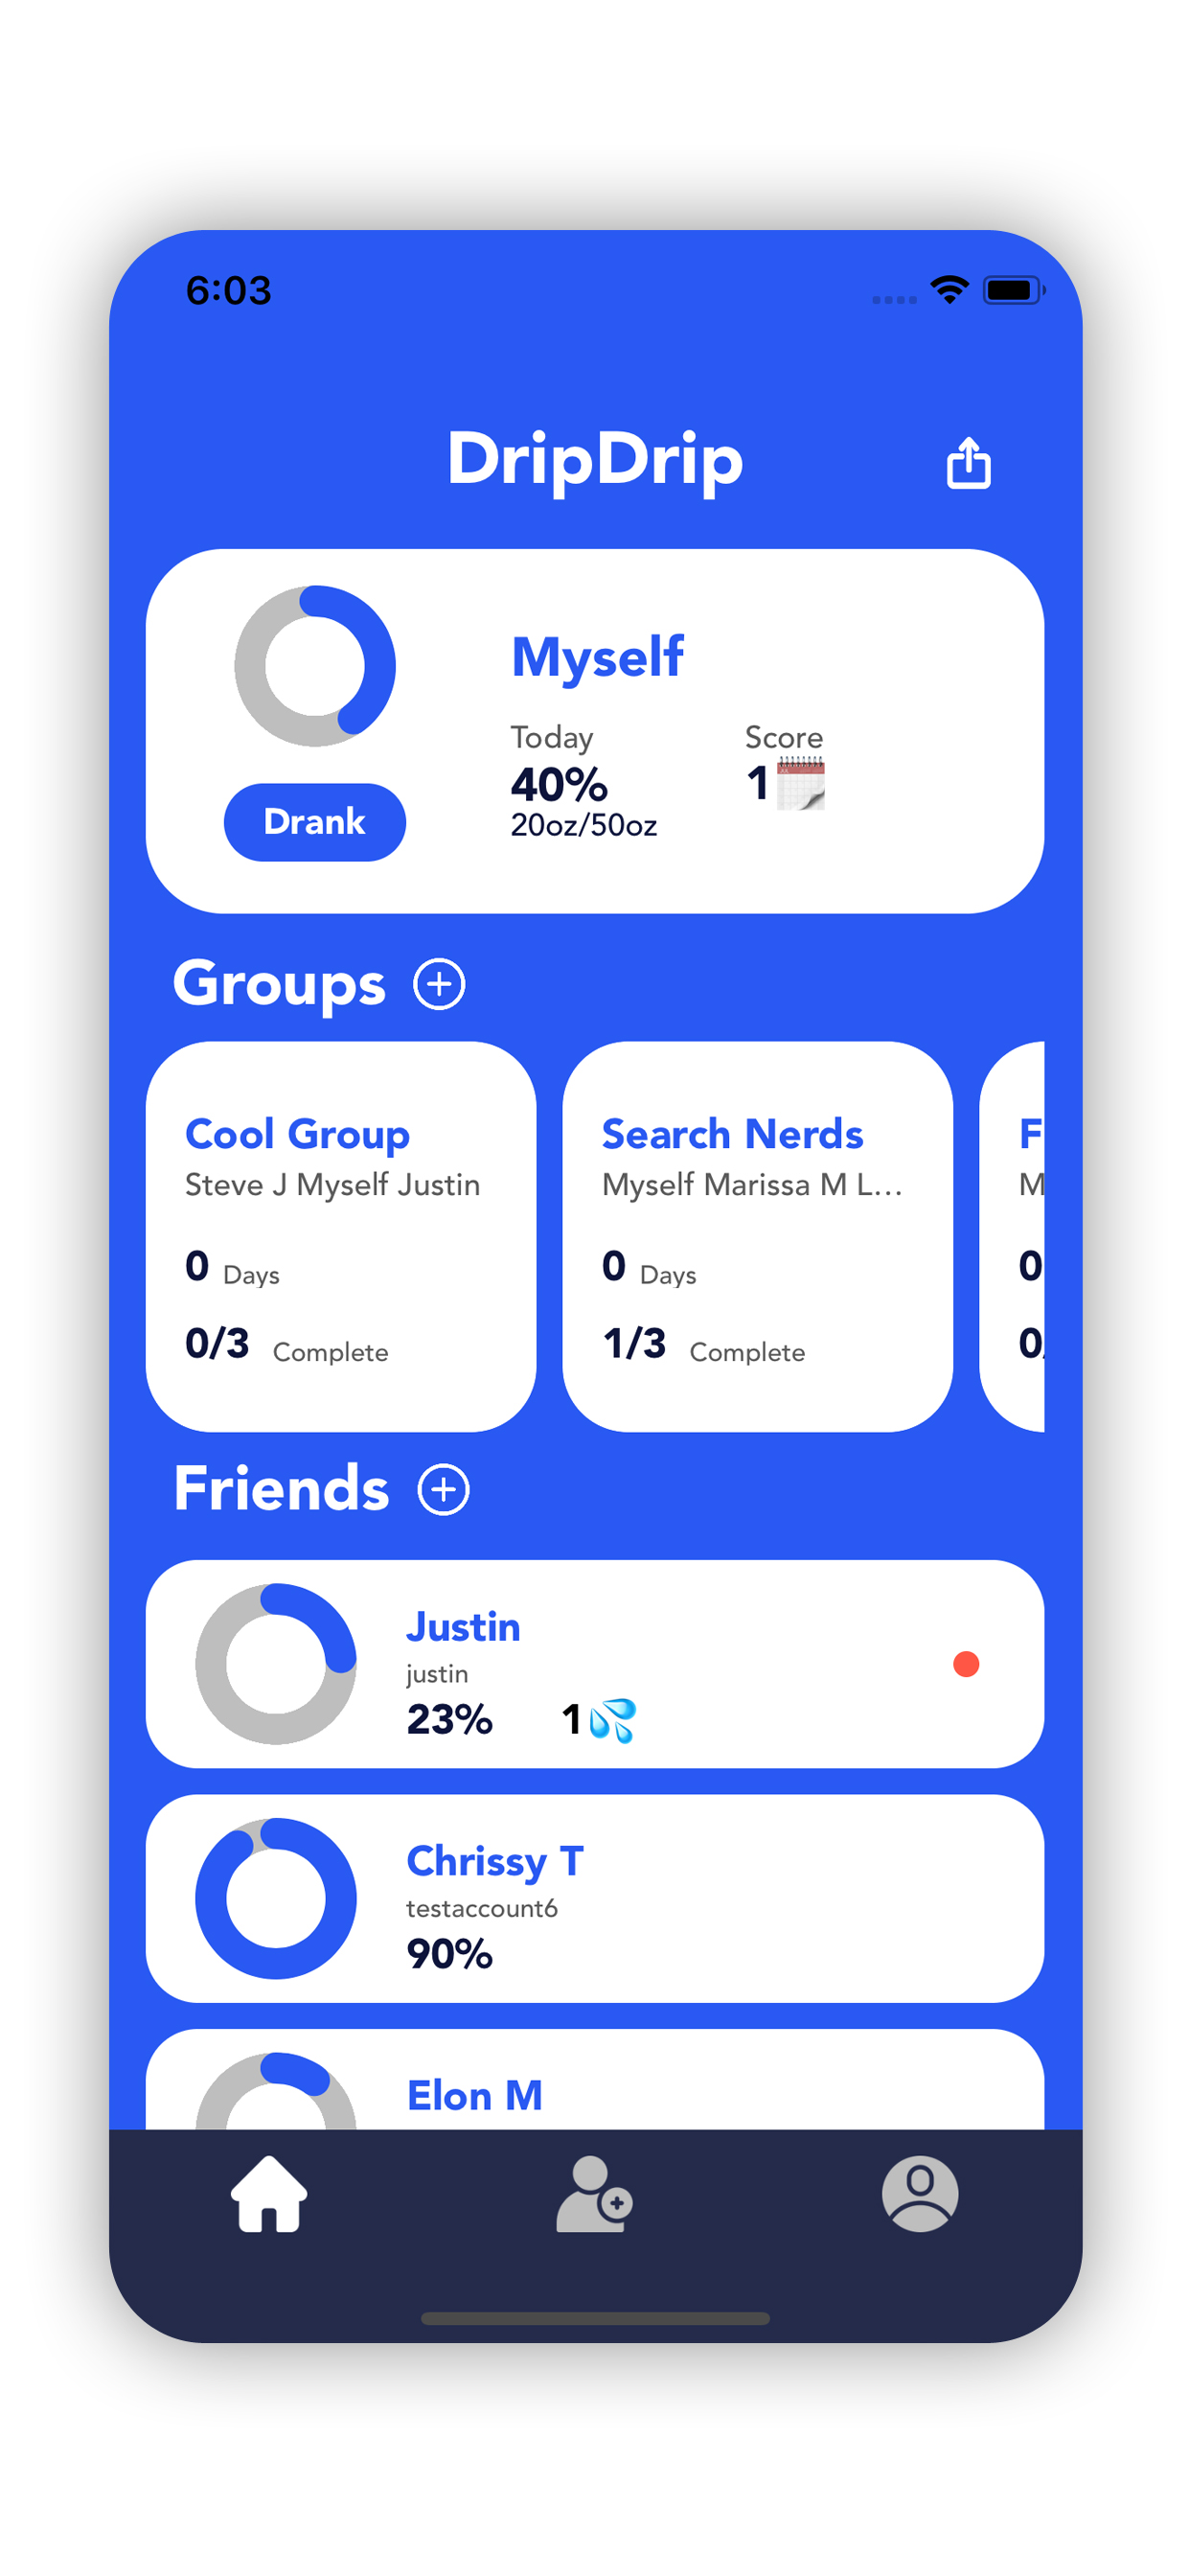 6:03
DripDrip
Myself
Today
Score
40%
1
20oz/50oz
Drank
Groups
Cool Group
Steve J Myself Justin
0 Days
0/3 Complete
Search Nerds
Myself Marissa M L...
0 Days
1/3 Complete
F
M
0
0/
Friends
Justin
justin
23% 1💦
Chrissy T
testaccount6
90%
Elon M